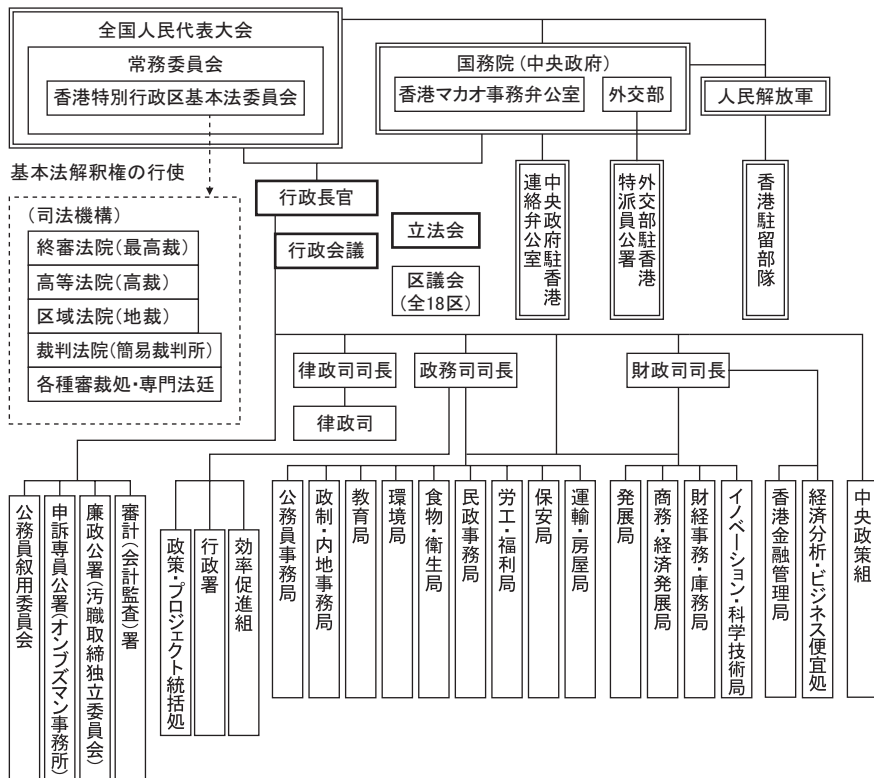 全国人民代表大会
常務委員会
香港特別行政区基本法委員会
国務院（中央政府）
香港マカオ事務弁公室
外交部
人民解放軍
基本法解釈権の行使
（司法機構）
終審法院（最高裁）
高等法院（高裁）
区域法院（地裁）
裁判法院（簡易裁判所）
各種審裁処・専門法廷
行政長官
行政会議
立法会
区議会
（全18区）
中央政府駐香港
連絡弁公室
外交部駐香港
特派員公署
香港駐留部隊
律政司司長
律政司
政務司司長
財政司司長
公務員叙用委員会
申訴専員公署（オンブズマン事務所）
廉政公署（汚職取締独立委員会）
審計（会計監査）署
政策・プロジェクト統括処
行政署
効率促進組
公務員事務局
政制・内地事務局
教育局
環境局
食物・衛生局
民政事務局
労工・福利局
保安局
運輸・房屋局
発展局
商務・経済発展局
財経事務・庫務局
イノベーション・科学技術局
香港金融管理局
経済分析・ビジネス便宜処
中央政策組